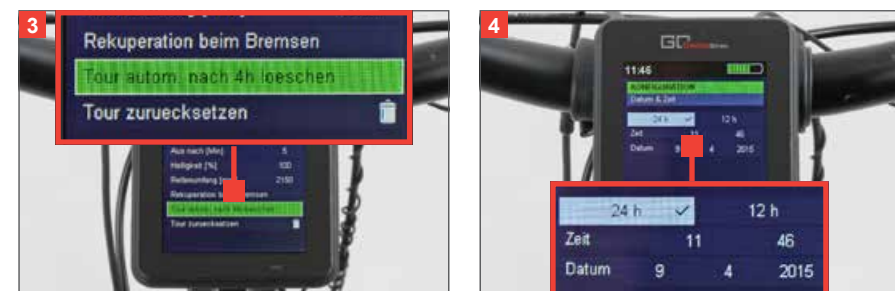 3
Rekuperation beim Bremsen
Tour autom. nach 4h loeschen
Tour zuruecksetzen
Aus nach [Min] 5
Helligkeit [%] 100
Reifenumfang 2150
Rekuperation beim Bremsen
Tour autom. nach 4h loeschen
Tour zuruecksetzen
4
GO
11:46
KONFIGURATION
Datum & Zeit
24 h 12 h
Zeit 11 46
Datum 9 4 2015
24 h 12 h
Zeit 11 46
Datum 9 4 2015